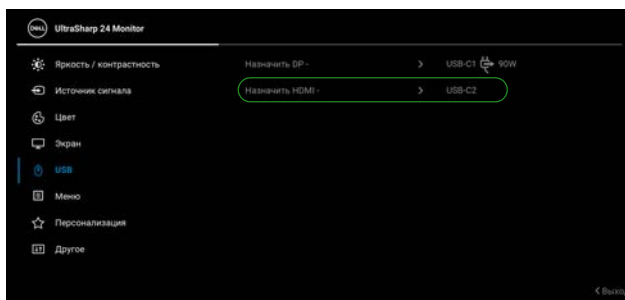 DELL UltraSharp 24 Monitor
Яркость / контрастность
Назначить DP - > USB-C1 90W
Источник сигнала
Назначить HDMI - > USB-C2
Цвет
Экран
USB
Меню
Персонализация
Другое
< Выход